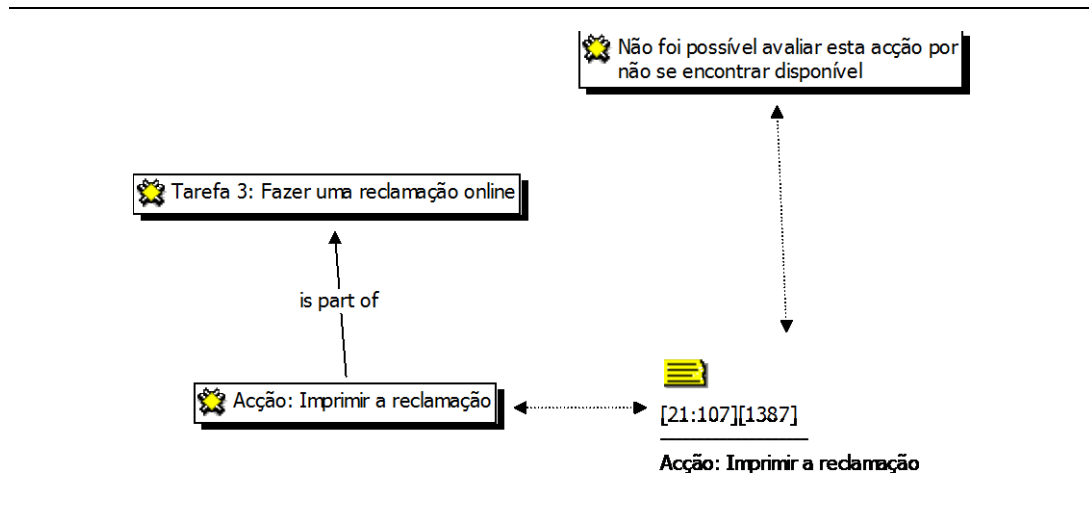 Não foi possível avaliar esta acção por
não se encontrar disponível
Tarefa 3: Fazer uma reclamação online
is part of
Acção: Imprimir a reclamação
[21:107][1387]
Acção: Imprimir a reclamação